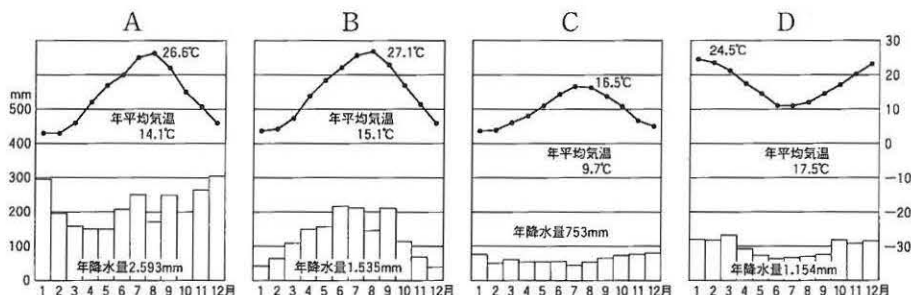 A B C D
26.6℃ 27.1℃ 16.5℃ 24.5℃
30
20
10
0
-10
-20
-30
mm
500
400
300
200
100
0
年平均気温
14.1℃
年平均気温
15.1℃
年平均気温
9.7℃
年平均気温
17.5℃
年降水量2.593mm
年降水量1.535mm
年降水量753mm
年降水量1.154mm
1 2 3 4 5 6 7 8 9 10 11 12月
1 2 3 4 5 6 7 8 9 10 11 12月
1 2 3 4 5 6 7 8 9 10 11 12月
1 2 3 4 5 6 7 8 9 10 11 12月